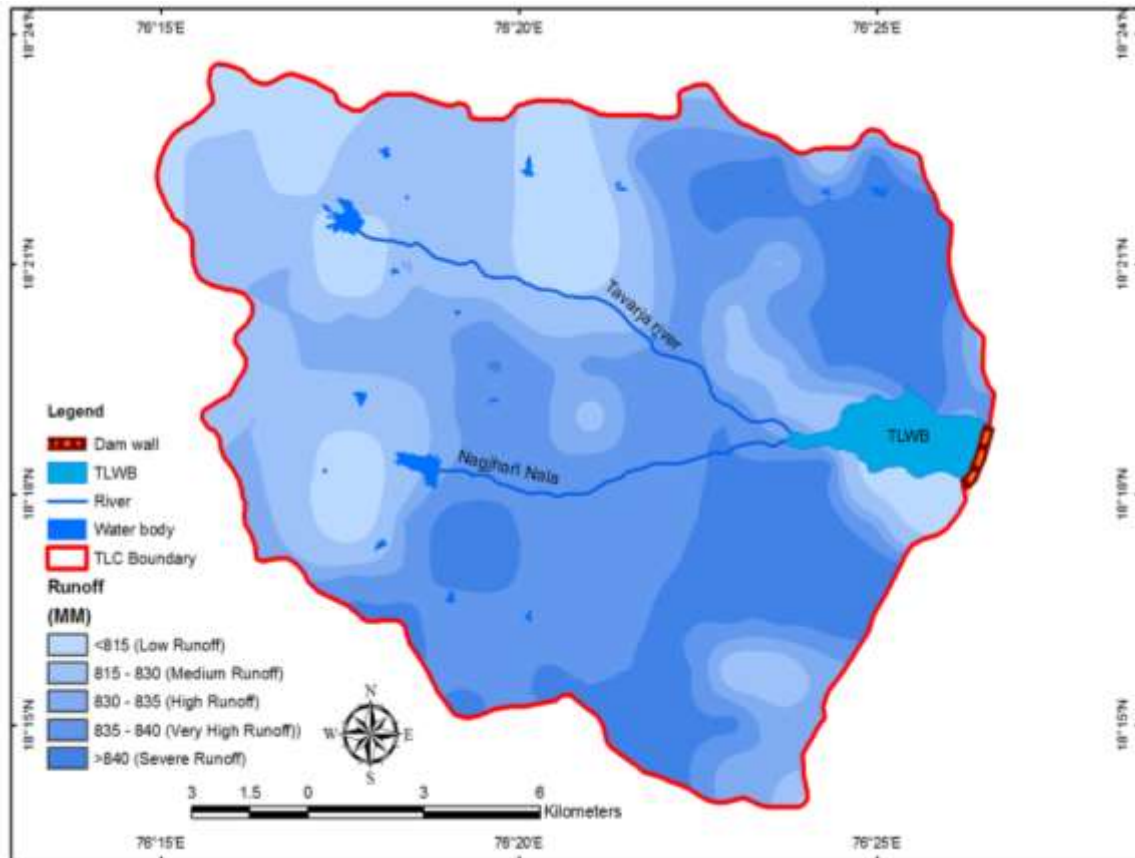 76°15'E 76°20'E 76°25'E
18°24'N 18°24'N
18°21'N 18°21'N
Tavarja river
Legend
Dam wall
TLWB
TLWB
Nagihari Nala
18°18'N 18°18'N
River
Water body
TLC Boundary
Runoff
(MM)
<815 (Low Runoff)
815 - 830 (Medium Runoff)
830 - 835 (High Runoff)
835 - 840 (Very High Runoff))
>840 (Severe Runoff)
N
W E
S
18°15'N 18°15'N
3 1.5 0 3 6
Kilometers
76°15'E 76°20'E 76°25'E